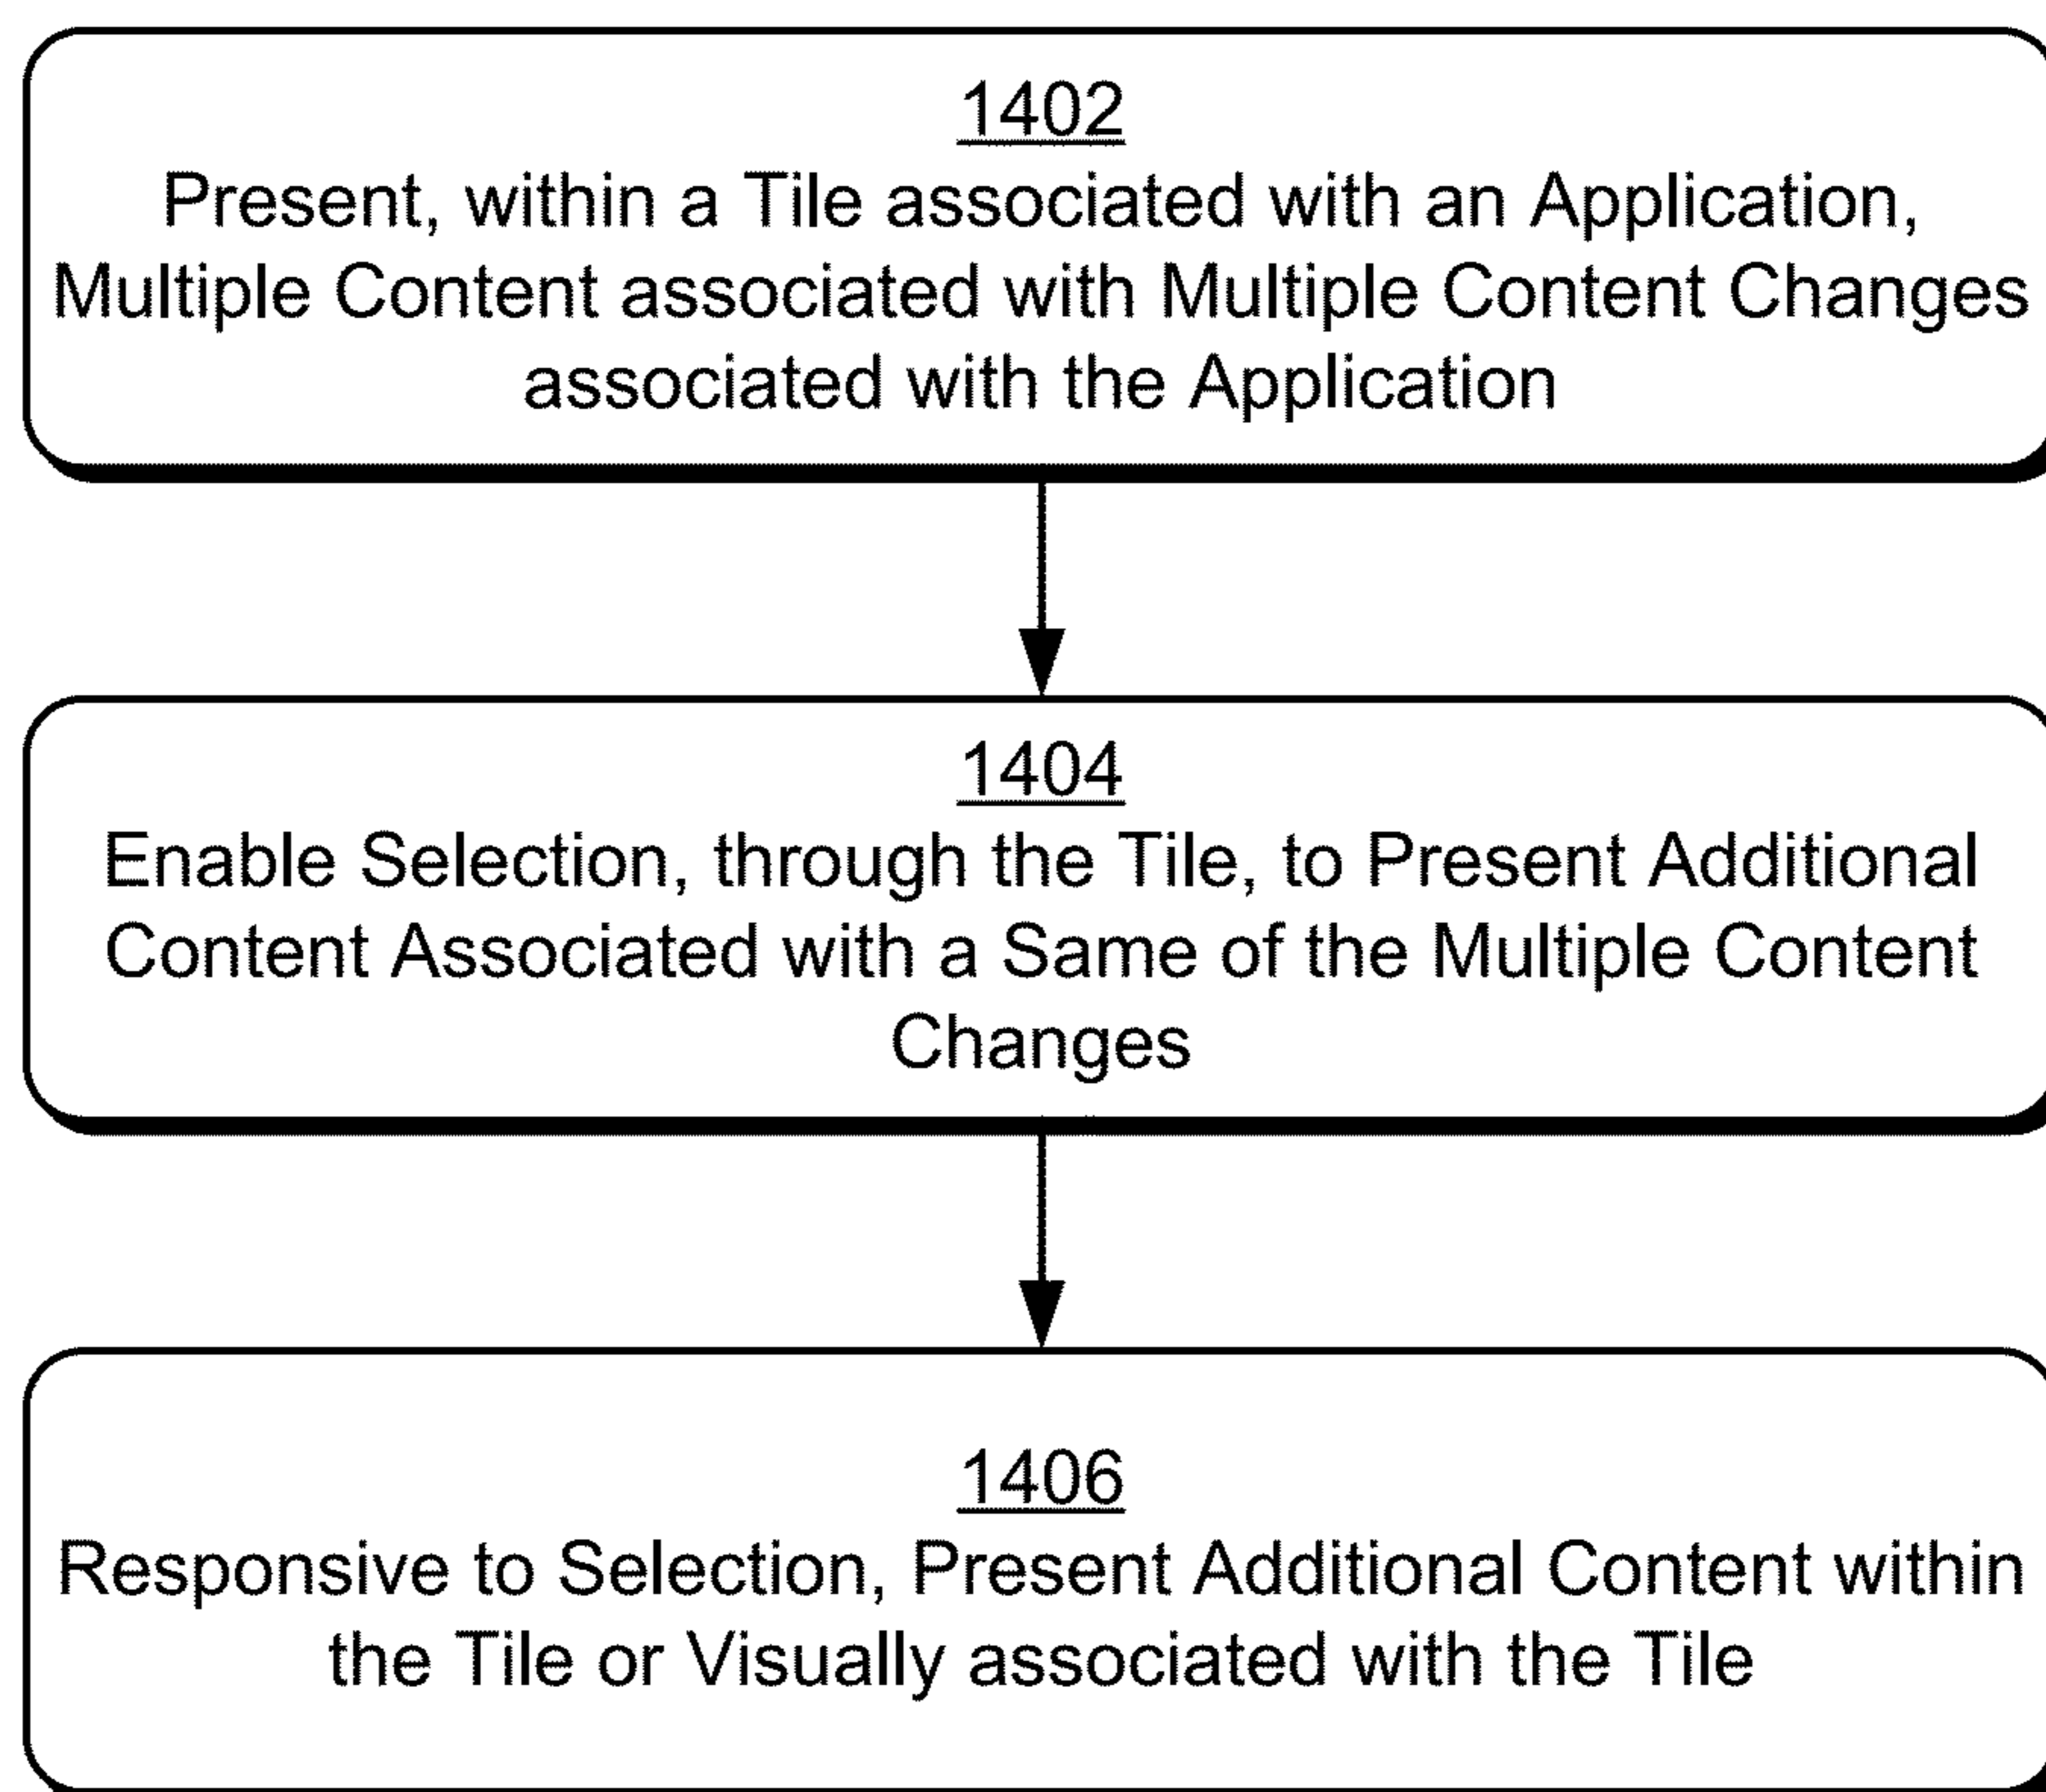 1402
Present, within a Tile associated with an Application,
Multiple Content associated with Multiple Content Changes
associated with the Application
1404
Enable Selection, through the Tile, to Present Additional
Content Associated with a Same of the Multiple Content
Changes
1406
Responsive to Selection, Present Additional Content within
the Tile or Visually associated with the Tile